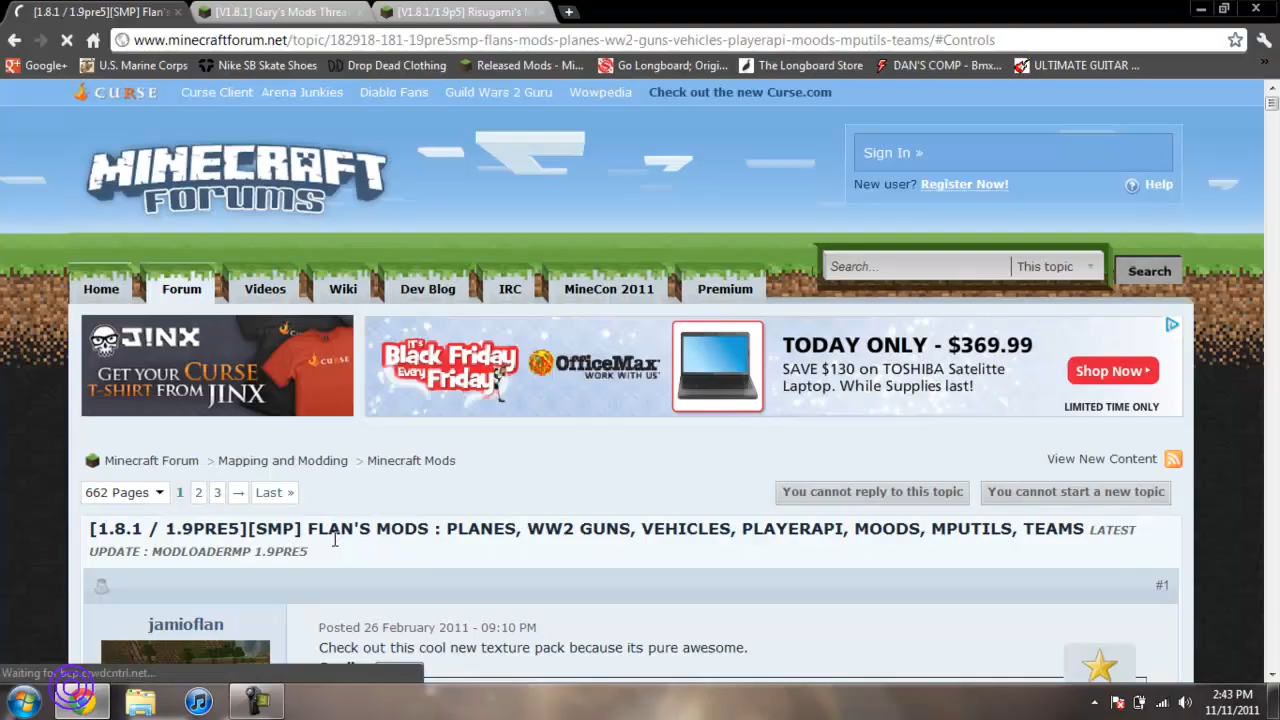 [1.8.1 / 1.9pre5][SMP] Flan's
[V1.8.1] Gary's Mods Threa
[V1.8.1/1.9p5] Risugami's
www.minecraftforum.net/topic/182918-181-19pre5smp-flans-mods-planes-ww2-guns-vehicles-playerapi-moods-mputils-teams/#Controls
Google+ U.S. Marine Corps Nike SB Skate Shoes Drop Dead Clothing Released Mods - Mi... Go Longboard; Origi... The Longboard Store DAN'S COMP - Bmx... ULTIMATE GUITAR ...
CURSE Curse Client Arena Junkies Diablo Fans Guild Wars 2 Guru Wowpedia Check out the new Curse.com
MINECRAFT
FORUMS
Sign In »
New user? Register Now! Help
Search... This topic Search
Home Forum Videos Wiki Dev Blog IRC MineCon 2011 Premium
JINX
GET YOUR CURSE
T-SHIRT FROM JINX
CURSE
IT'S
Black Friday
Every Friday!
OfficeMax
WORK WITH US.
TODAY ONLY - $369.99
SAVE $130 on TOSHIBA Satelitte
Laptop. While Supplies last!
Shop Now
LIMITED TIME ONLY
Minecraft Forum > Mapping and Modding > Minecraft Mods
View New Content
662 Pages 1 2 3 → Last »
You cannot reply to this topic You cannot start a new topic
[1.8.1 / 1.9PRE5][SMP] FLAN'S MODS : PLANES, WW2 GUNS, VEHICLES, PLAYERAPI, MOODS, MPUTILS, TEAMS LATEST
UPDATE : MODLOADERMP 1.9PRE5
#1
jamioflan
Posted 26 February 2011 - 09:10 PM
Check out this cool new texture pack because its pure awesome.
Waiting for bcp.crwdcntrl.net...
2:43 PM
11/11/2011